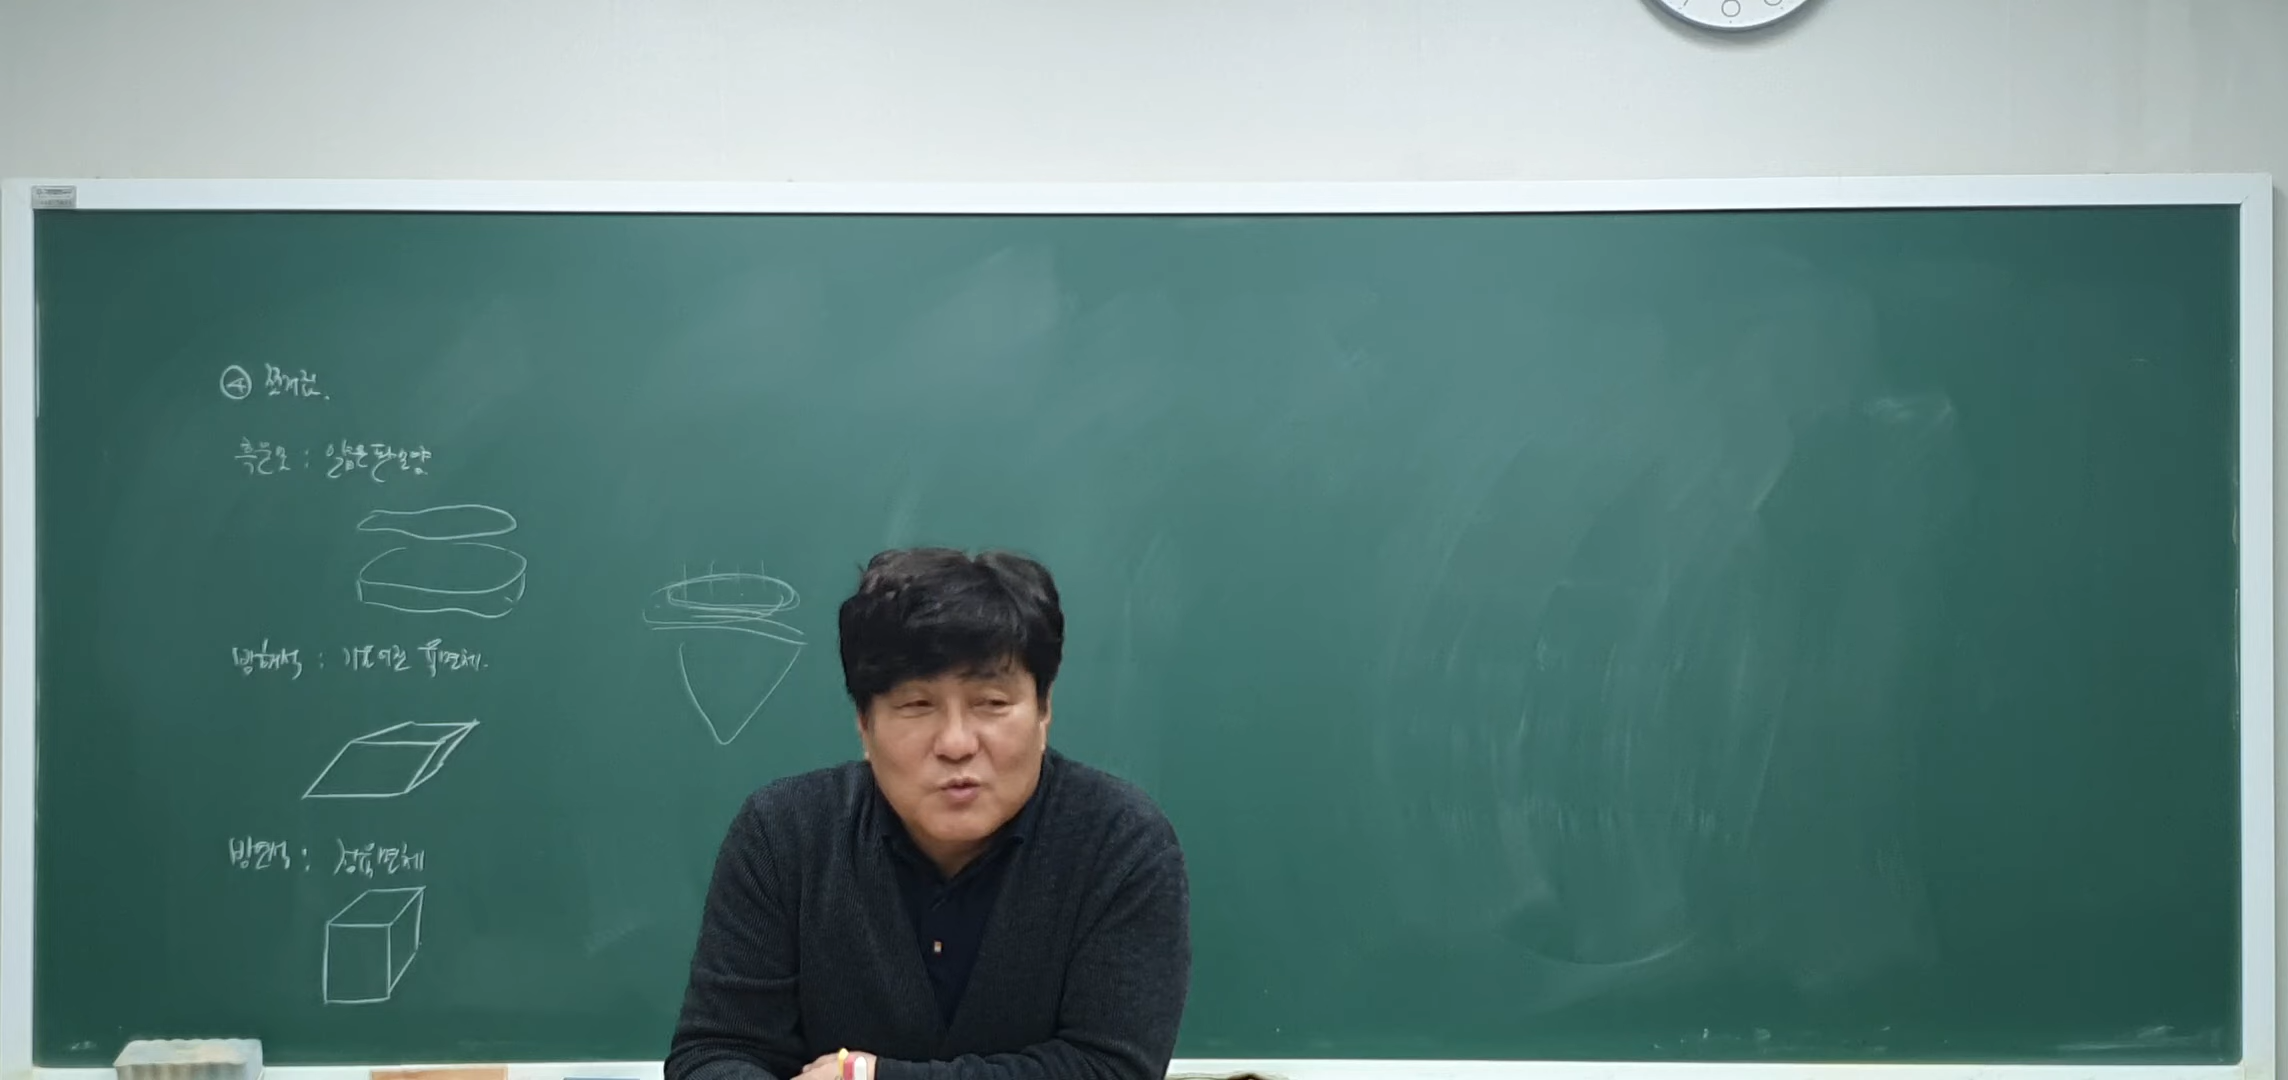 ④ 쪼개짐.
흑운모 : 얇은판모양
방해석 : 기울어진 육면체.
방연석 : 정육면체